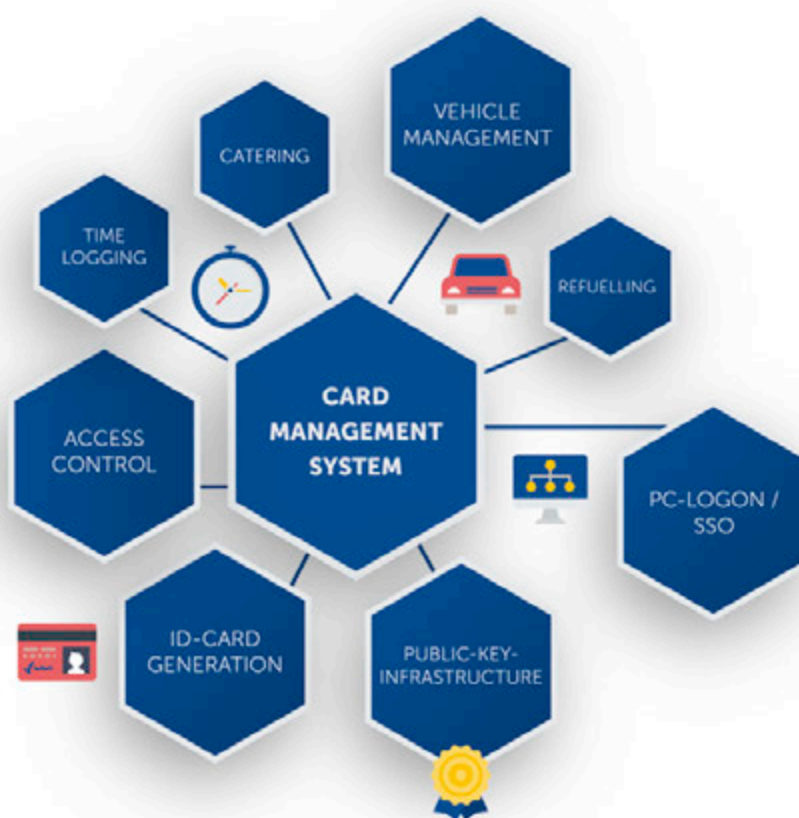 VEHICLE
MANAGEMENT
CATERING
TIME
LOGGING
REFUELLING
CARD
MANAGEMENT
SYSTEM
ACCESS
CONTROL
PC-LOGON /
SSO
ID-CARD
GENERATION
PUBLIC-KEY-
INFRASTRUCTURE